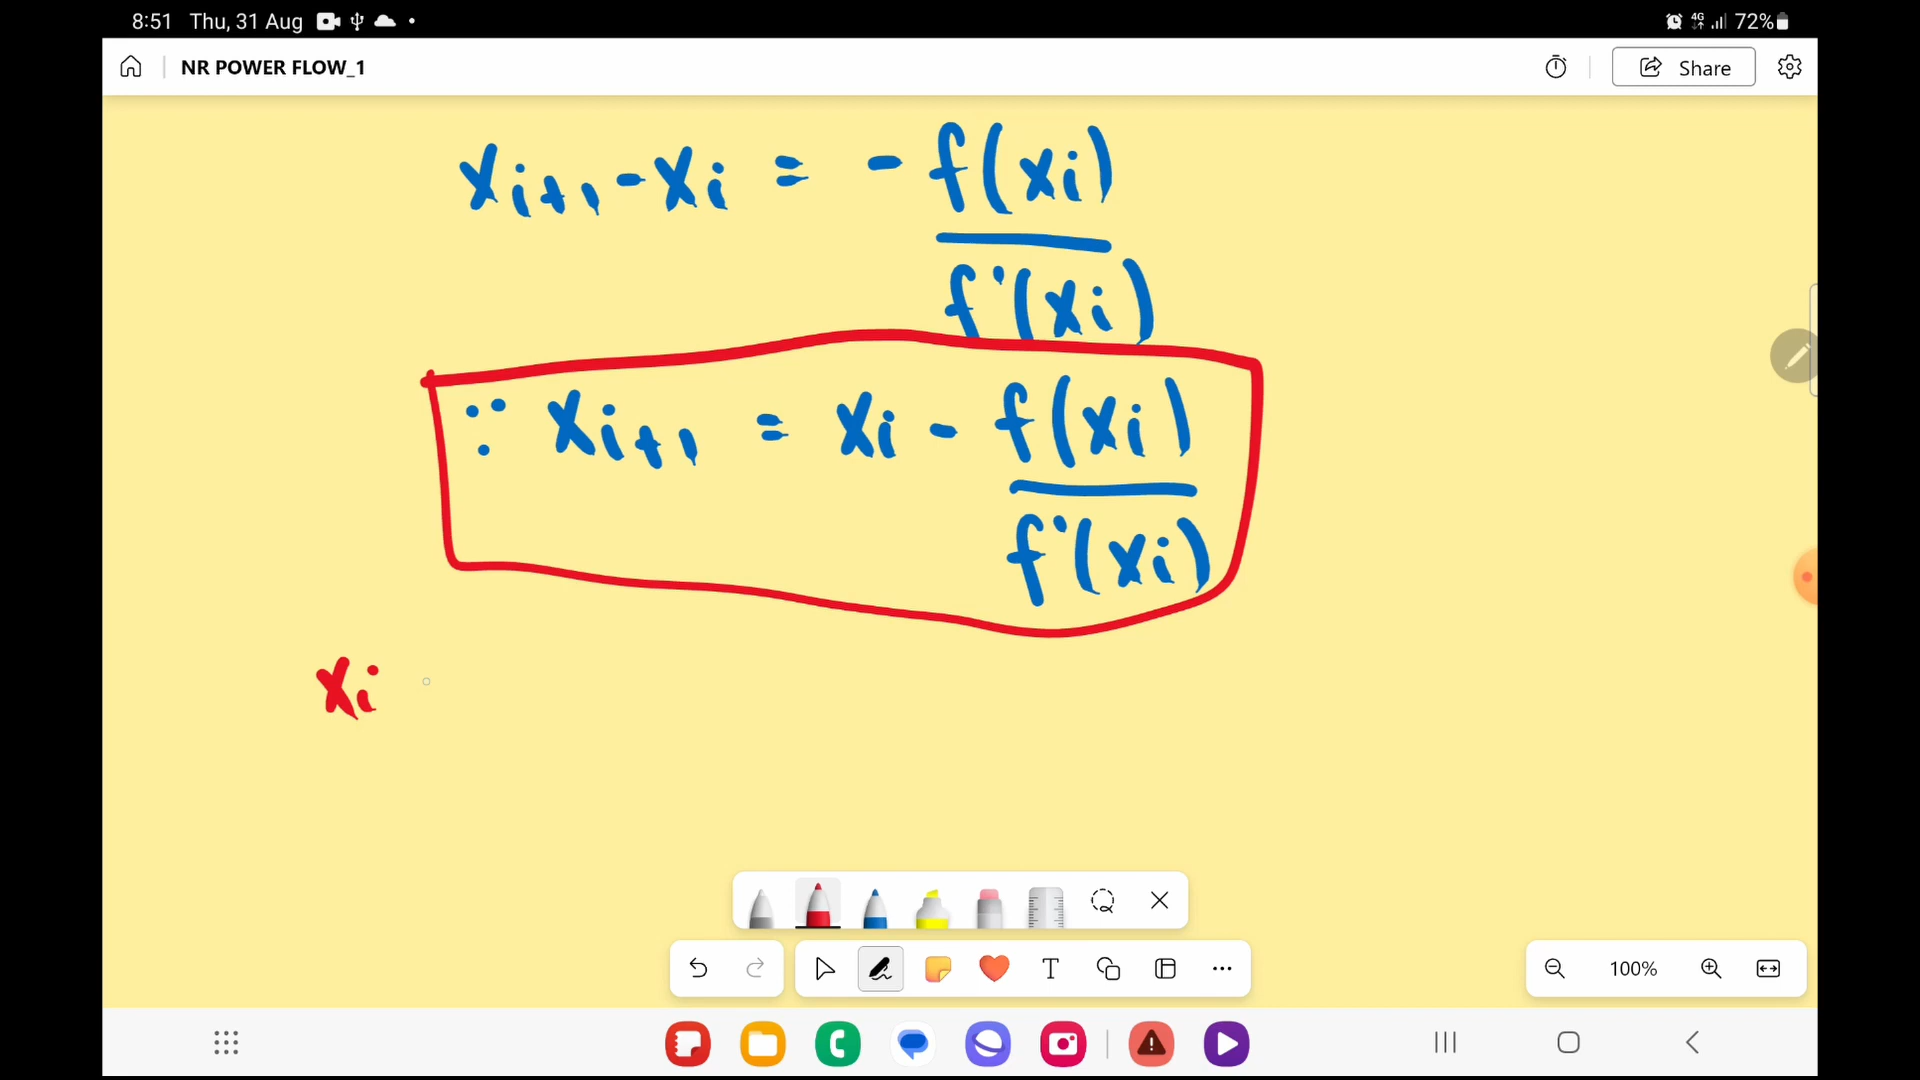 8:51 Thu, 31 Aug 4G 72%
NR POWER FLOW_1 Share
xi+1 - xi = - f(xi)
f'(xi)
∵ xi+1 = xi - f(xi)
f'(xi)
xi
100%